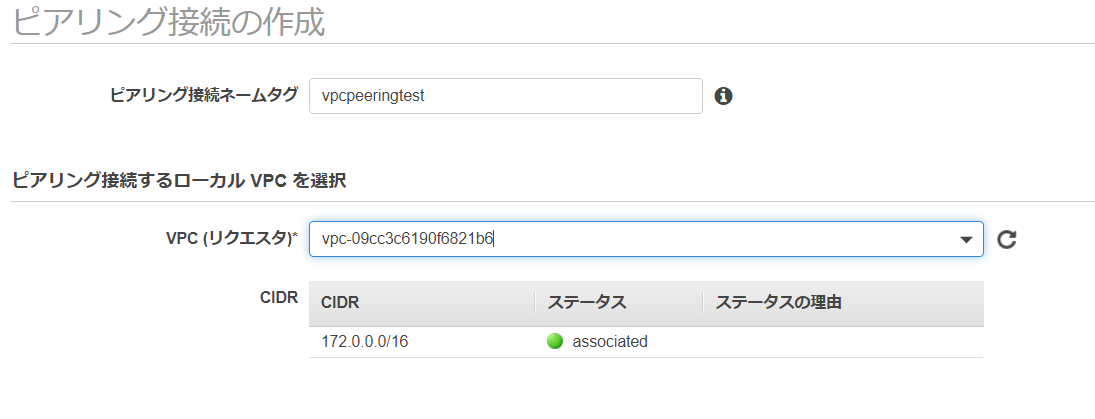 ピアリング接続の作成
ピアリング接続ネームタグ vpcpeeringtest
ピアリング接続するローカル VPC を選択
VPC (リクエスタ)* vpc-09cc3c6190f6821b6
CIDR CIDR ステータス ステータスの理由
172.0.0.0/16 associated